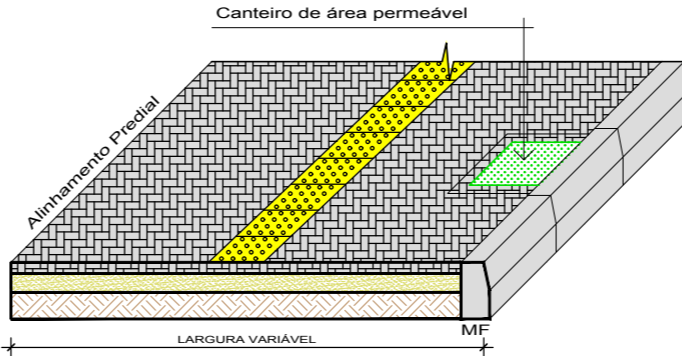 Canteiro de área permeável
Alinhamento Predial
MF
LARGURA VARIÁVEL